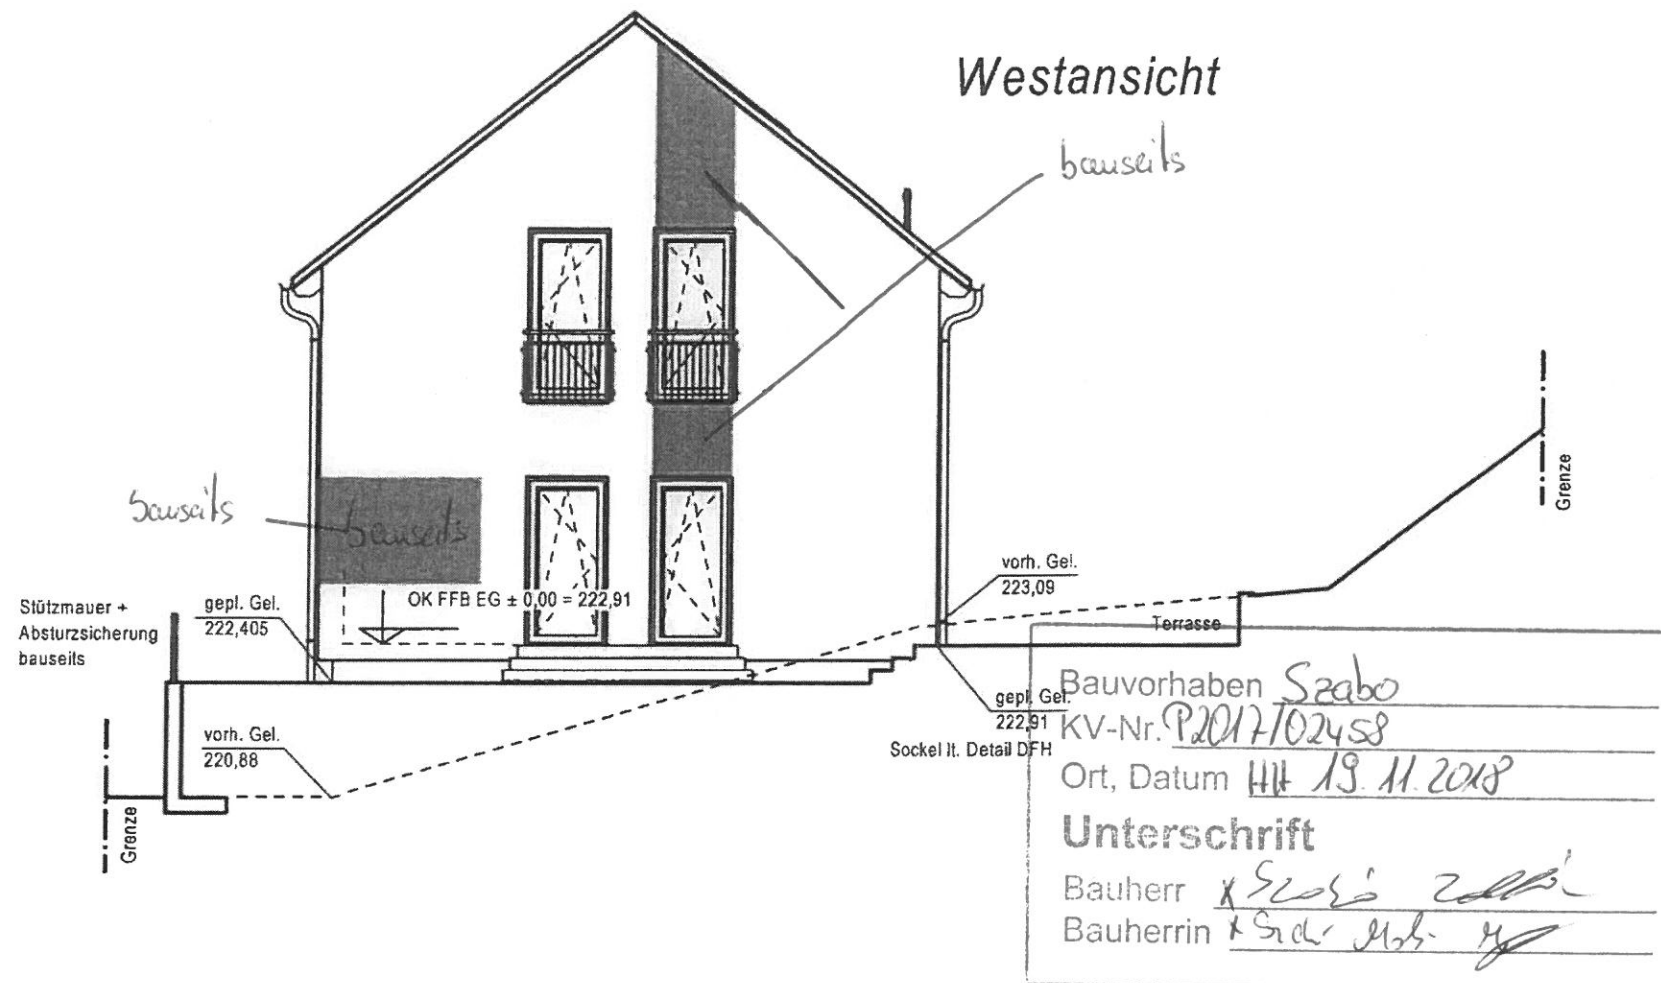 Westansicht
bauseits
bauseits
bauseits
vorh. Gel.
223,09
Grenze
OK FFB EG ± 0,00 = 222,91
gepl. Gel.
222,405
Stützmauer +
Absturzsicherung
bauseits
Terrasse
gepl. Gel.
222,91
Sockel lt. Detail DFH
vorh. Gel.
220,88
Grenze
Bauvorhaben Szabo
KV-Nr. P2017/02458
Ort, Datum HH 19.11.2018
Unterschrift
Bauherr x Szabó
Bauherrin x